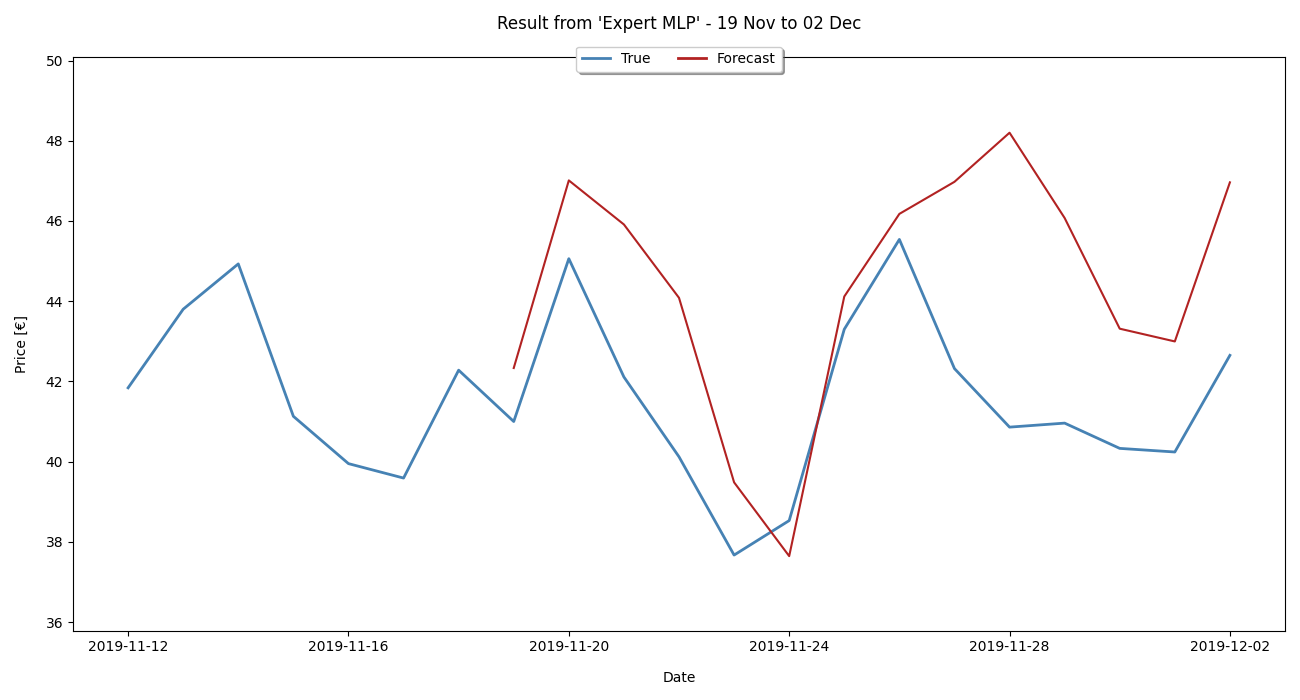 Result from 'Expert MLP' - 19 Nov to 02 Dec
True Forecast
50
48
46
44
42
40
38
36
Price [€]
2019-11-12 2019-11-16 2019-11-20 2019-11-24 2019-11-28 2019-12-02
Date